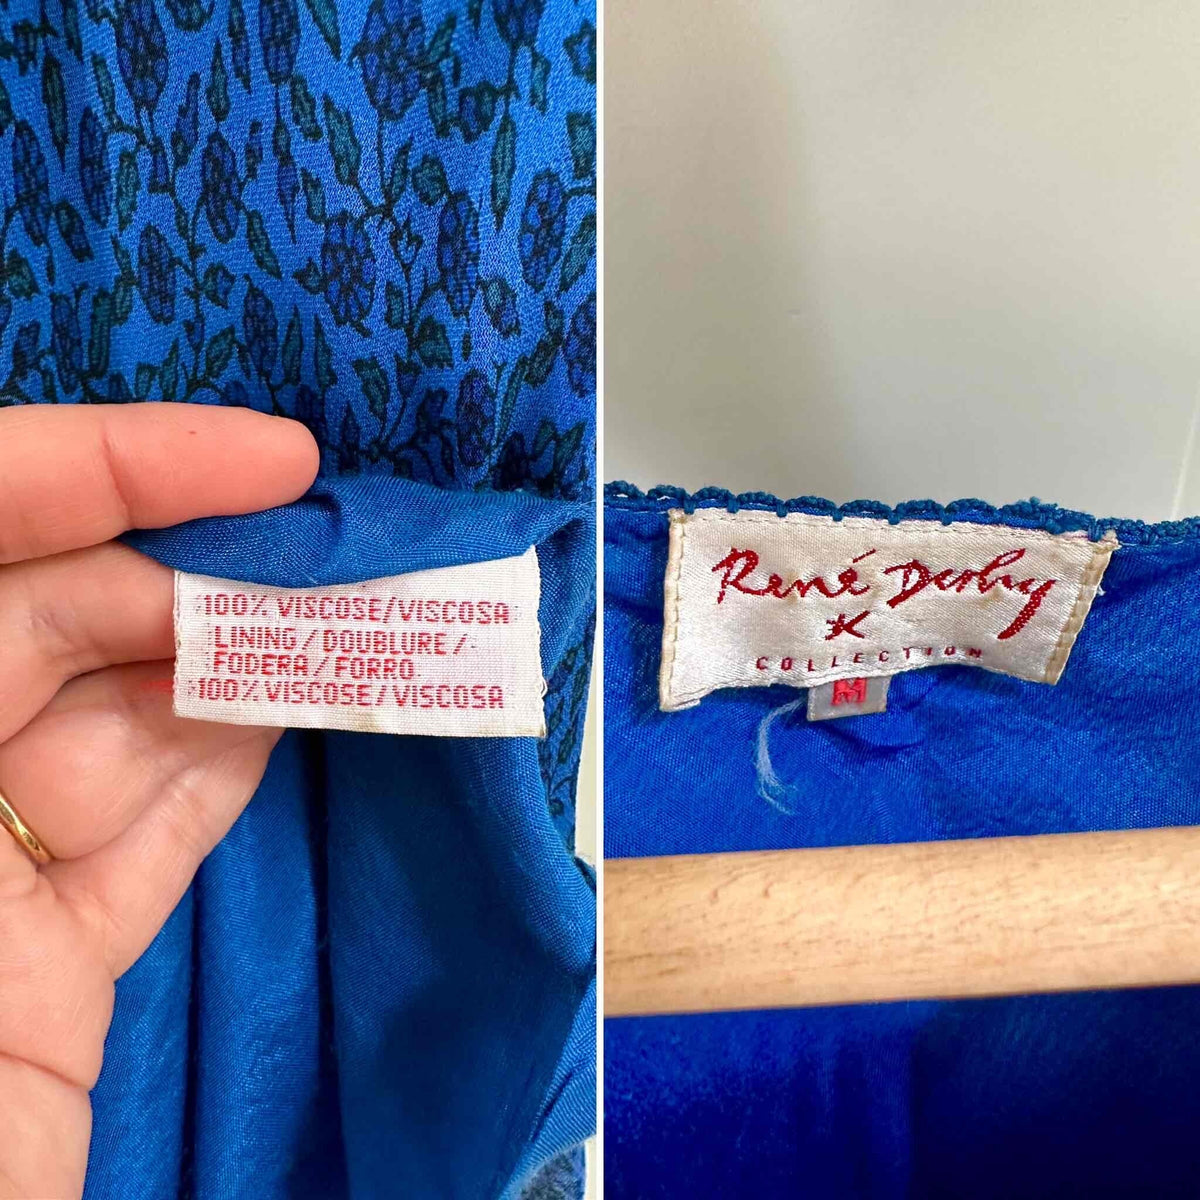 100% VISCOSE/VISCOSA
LINING/DOUBLURE/
FODERA/FORRO
100% VISCOSE/VISCOSA
René Derhy
K
COLLECTION
M